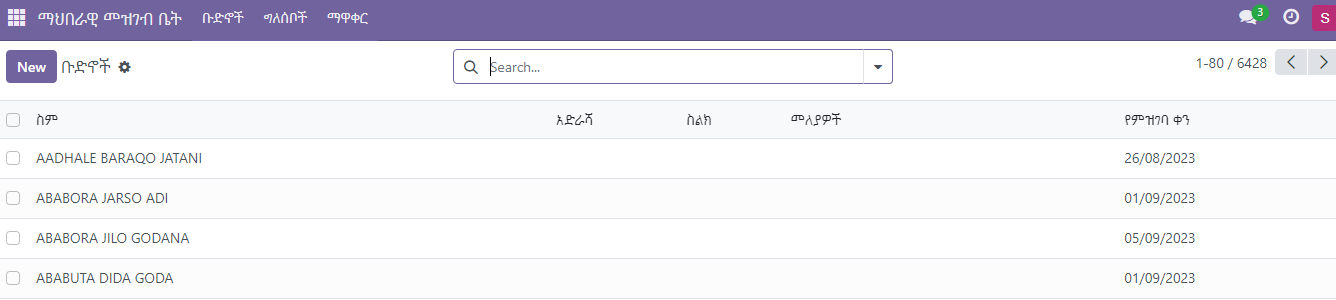 ማህበራዊ መዝገብ ቤት ቡድኖች ግለሰቦች ማዋቀር 3 S
New ቡድኖች Search... 1-80 / 6428
ስም አድራሻ ስልክ መለያዎች የምዝገባ ቀን
AADHALE BARAQO JATANI 26/08/2023
ABABORA JARSO ADI 01/09/2023
ABABORA JILO GODANA 05/09/2023
ABABUTA DIDA GODA 01/09/2023